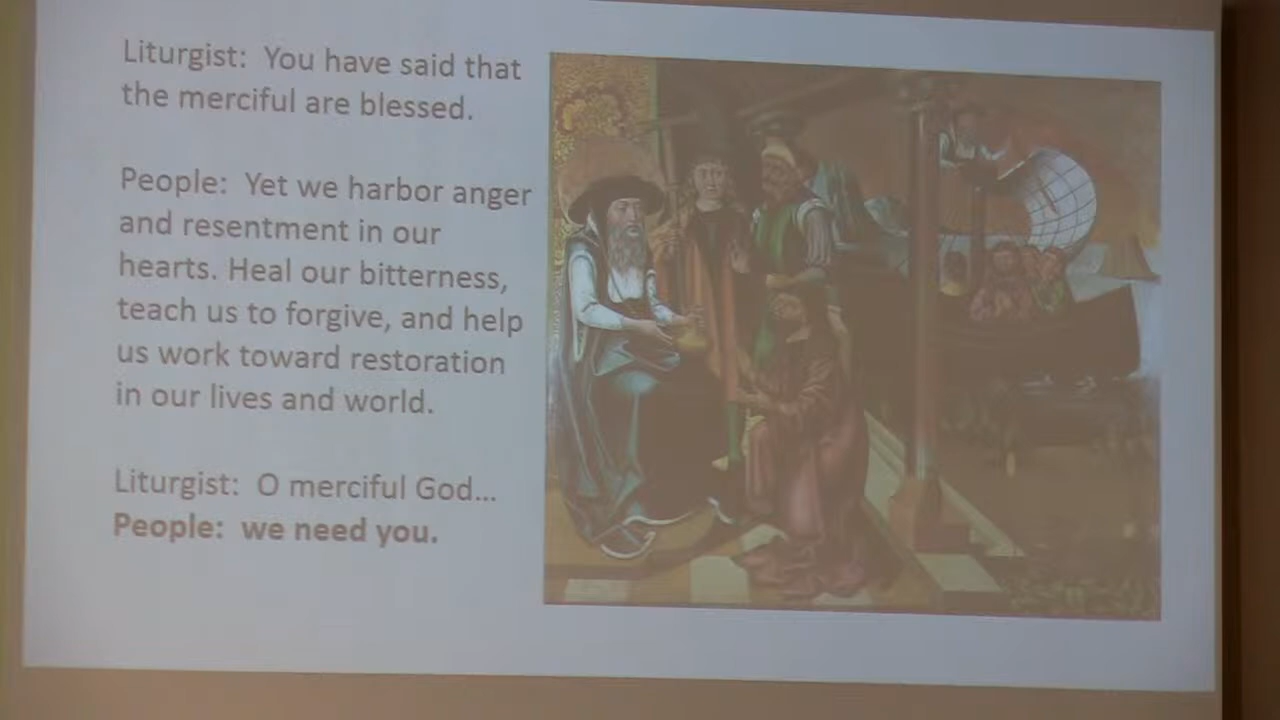 Liturgist: You have said that
the merciful are blessed.
People: Yet we harbor anger
and resentment in our
hearts. Heal our bitterness,
teach us to forgive, and help
us work toward restoration
in our lives and world.
Liturgist: O merciful God...
People: we need you.